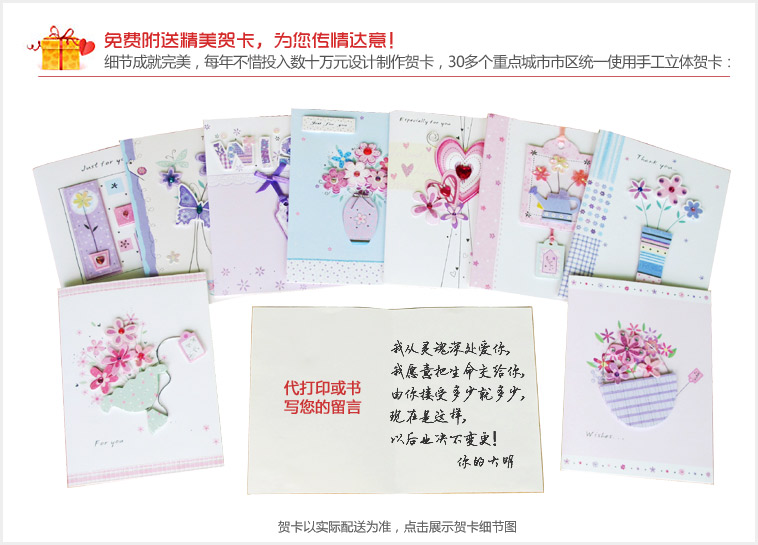 免费附送精美贺卡，为您传情达意！
细节成就完美，每年不惜投入数十万元设计制作贺卡，30多个重点城市市区统一使用手工立体贺卡：
Just for you
Just for you
Especially for you
Thank you
For you
Wishes ...
代打印或书
写您的留言
我从灵魂深处爱你，
我愿意把生命交给你，
由你接受多少就多少，
现在是这样，
以后也决不变更！
你的大明
贺卡以实际配送为准，点击展示贺卡细节图